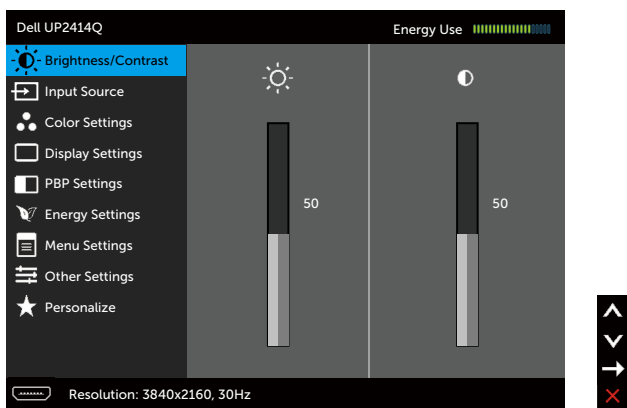 Dell UP2414Q
Energy Use
Brightness/Contrast
Input Source
Color Settings
Display Settings
PBP Settings
Energy Settings
Menu Settings
Other Settings
Personalize
50
50
Resolution: 3840x2160, 30Hz